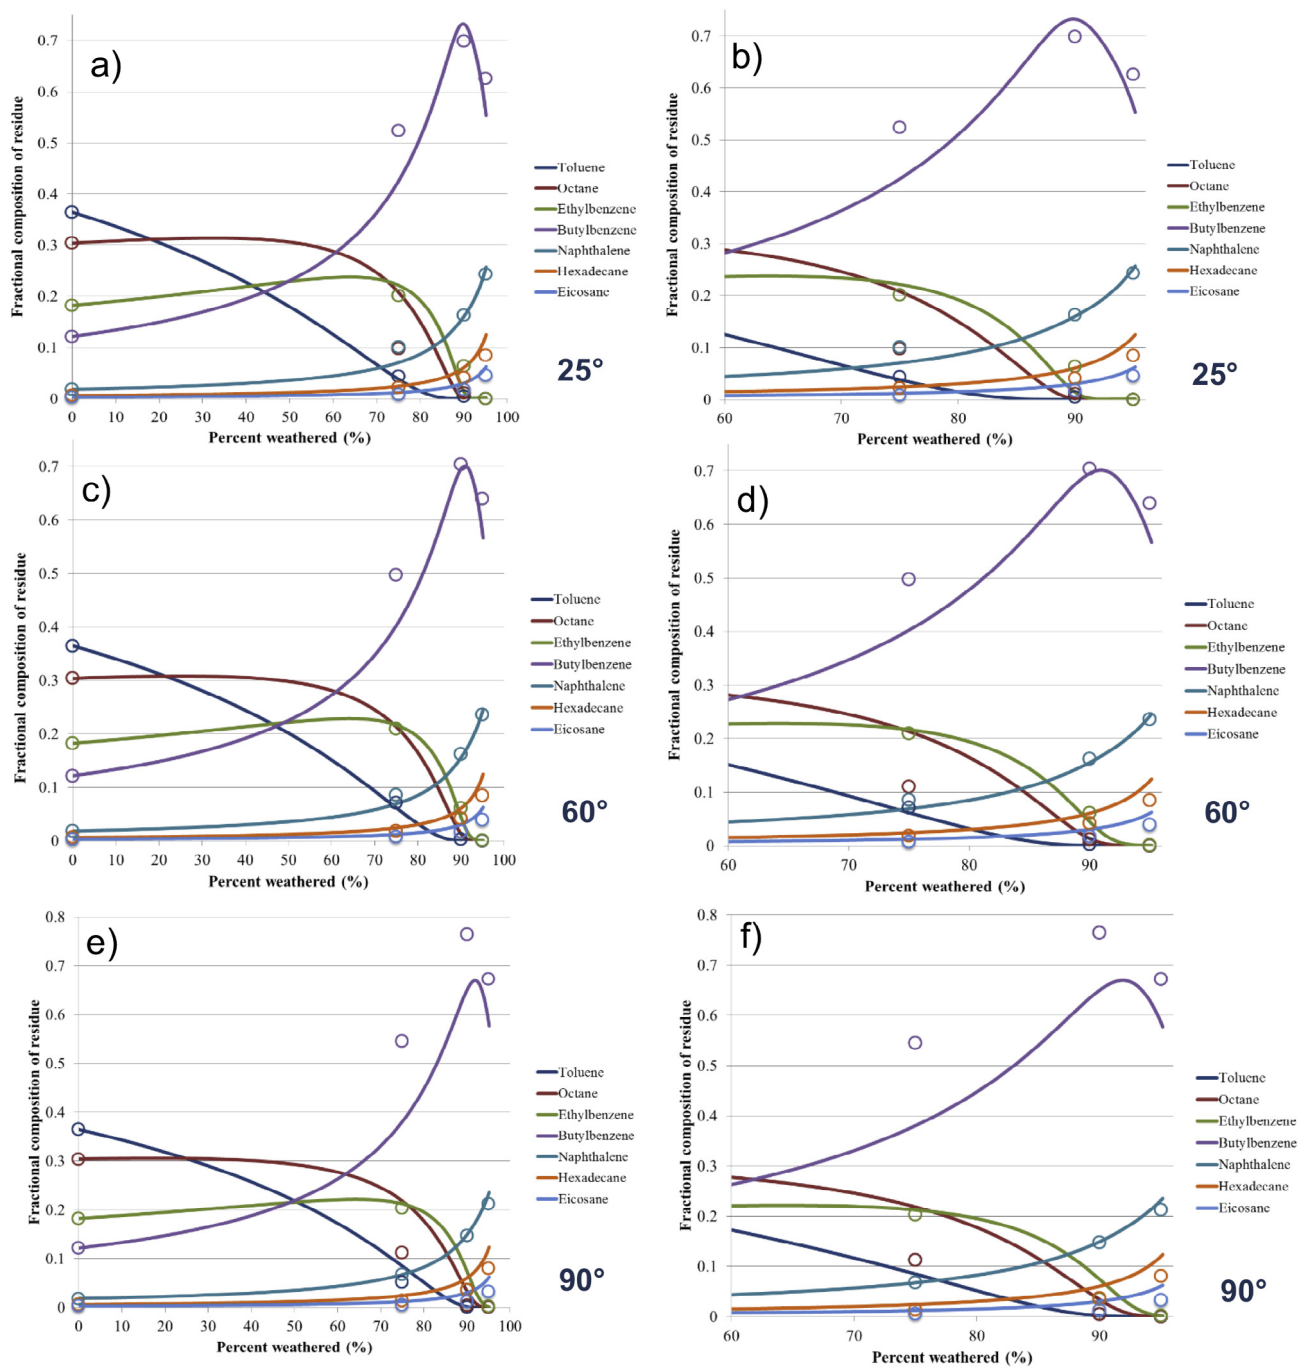 a)
Fractional composition of residue
0.7
0.6
0.5
0.4
0.3
0.2
0.1
0
0 10 20 30 40 50 60 70 80 90 100
Percent weathered (%)
Toluene
Octane
Ethylbenzene
Butylbenzene
Naphthalene
Hexadecane
Eicosane
25°
b)
Fractional composition of residue
0.7
0.6
0.5
0.4
0.3
0.2
0.1
0
60 70 80 90
Percent weathered (%)
Toluene
Octane
Ethylbenzene
Butylbenzene
Naphthalene
Hexadecane
Eicosane
25°
c)
Fractional composition of residue
0.7
0.6
0.5
0.4
0.3
0.2
0.1
0
0 10 20 30 40 50 60 70 80 90 100
Percent weathered (%)
Toluene
Octane
Ethylbenzene
Butylbenzene
Naphthalene
Hexadecane
Eicosane
60°
d)
Fractional composition of residue
0.7
0.6
0.5
0.4
0.3
0.2
0.1
0
60 70 80 90
Percent weathered (%)
Toluene
Octane
Ethylbenzene
Butylbenzene
Naphthalene
Hexadecane
Eicosane
60°
e)
Fractional composition of residue
0.8
0.7
0.6
0.5
0.4
0.3
0.2
0.1
0
0 10 20 30 40 50 60 70 80 90 100
Percent weathered (%)
Toluene
Octane
Ethylbenzene
Butylbenzene
Naphthalene
Hexadecane
Eicosane
90°
f)
Fractional composition of residue
0.8
0.7
0.6
0.5
0.4
0.3
0.2
0.1
0
60 70 80 90
Percent weathered (%)
Toluene
Octane
Ethylbenzene
Butylbenzene
Naphthalene
Hexadecane
Eicosane
90°